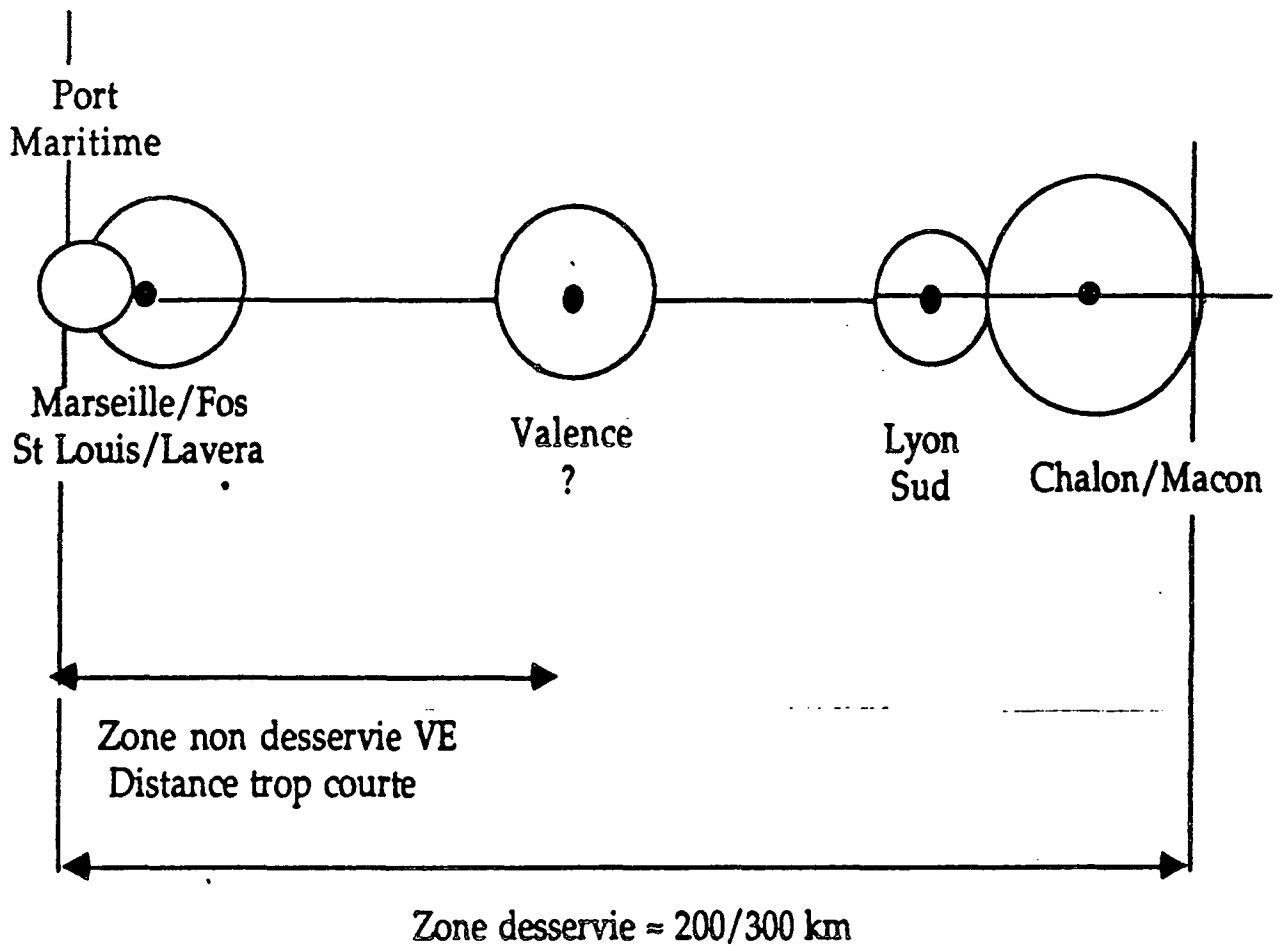 Port
Maritime
Marseille/Fos
St Louis/Lavera
Valence
?
Lyon
Sud
Chalon/Macon
Zone non desservie VE
Distance trop courte
Zone desservie ≈ 200/300 km